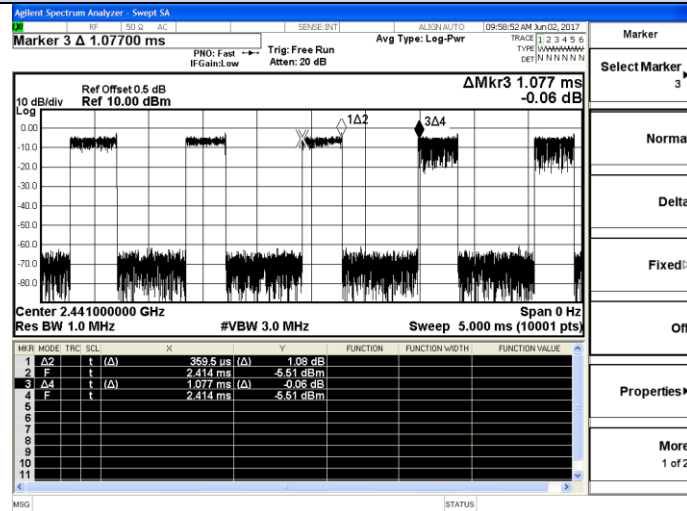 Agilent Spectrum Analyzer - Swept SA
RF 50 Ω AC SENSE:INT ALIGN AUTO 09:58:52 AM Jun 02, 2017
Marker 3 Δ 1.07700 ms
PNO: Fast
IFGain:Low
Trig: Free Run
Atten: 20 dB
Avg Type: Log-Pwr
TRACE 1 2 3 4 5 6
TYPE WWWWWW
DET N N N N N N
Ref Offset 0.5 dB
10 dB/div Ref 10.00 dBm
ΔMkr3 1.077 ms
-0.06 dB
Log
0.00
-10.0
-20.0
-30.0
-40.0
-50.0
-60.0
-70.0
-80.0
1Δ2
3Δ4
Center 2.441000000 GHz Span 0 Hz
Res BW 1.0 MHz #VBW 3.0 MHz Sweep 5.000 ms (10001 pts)
MKR MODE TRC SCL X Y FUNCTION FUNCTION WIDTH FUNCTION VALUE
1 Δ2 t (Δ) 359.5 µs (Δ) 1.08 dB
2 F t 2.414 ms -5.51 dBm
3 Δ4 t (Δ) 1.077 ms (Δ) -0.06 dB
4 F t 2.414 ms -5.51 dBm
5
6
7
8
9
10
11
MSG STATUS
Marker
Select Marker
3
Norma
Delta
Fixed
Off
Properties
More
1 of 2